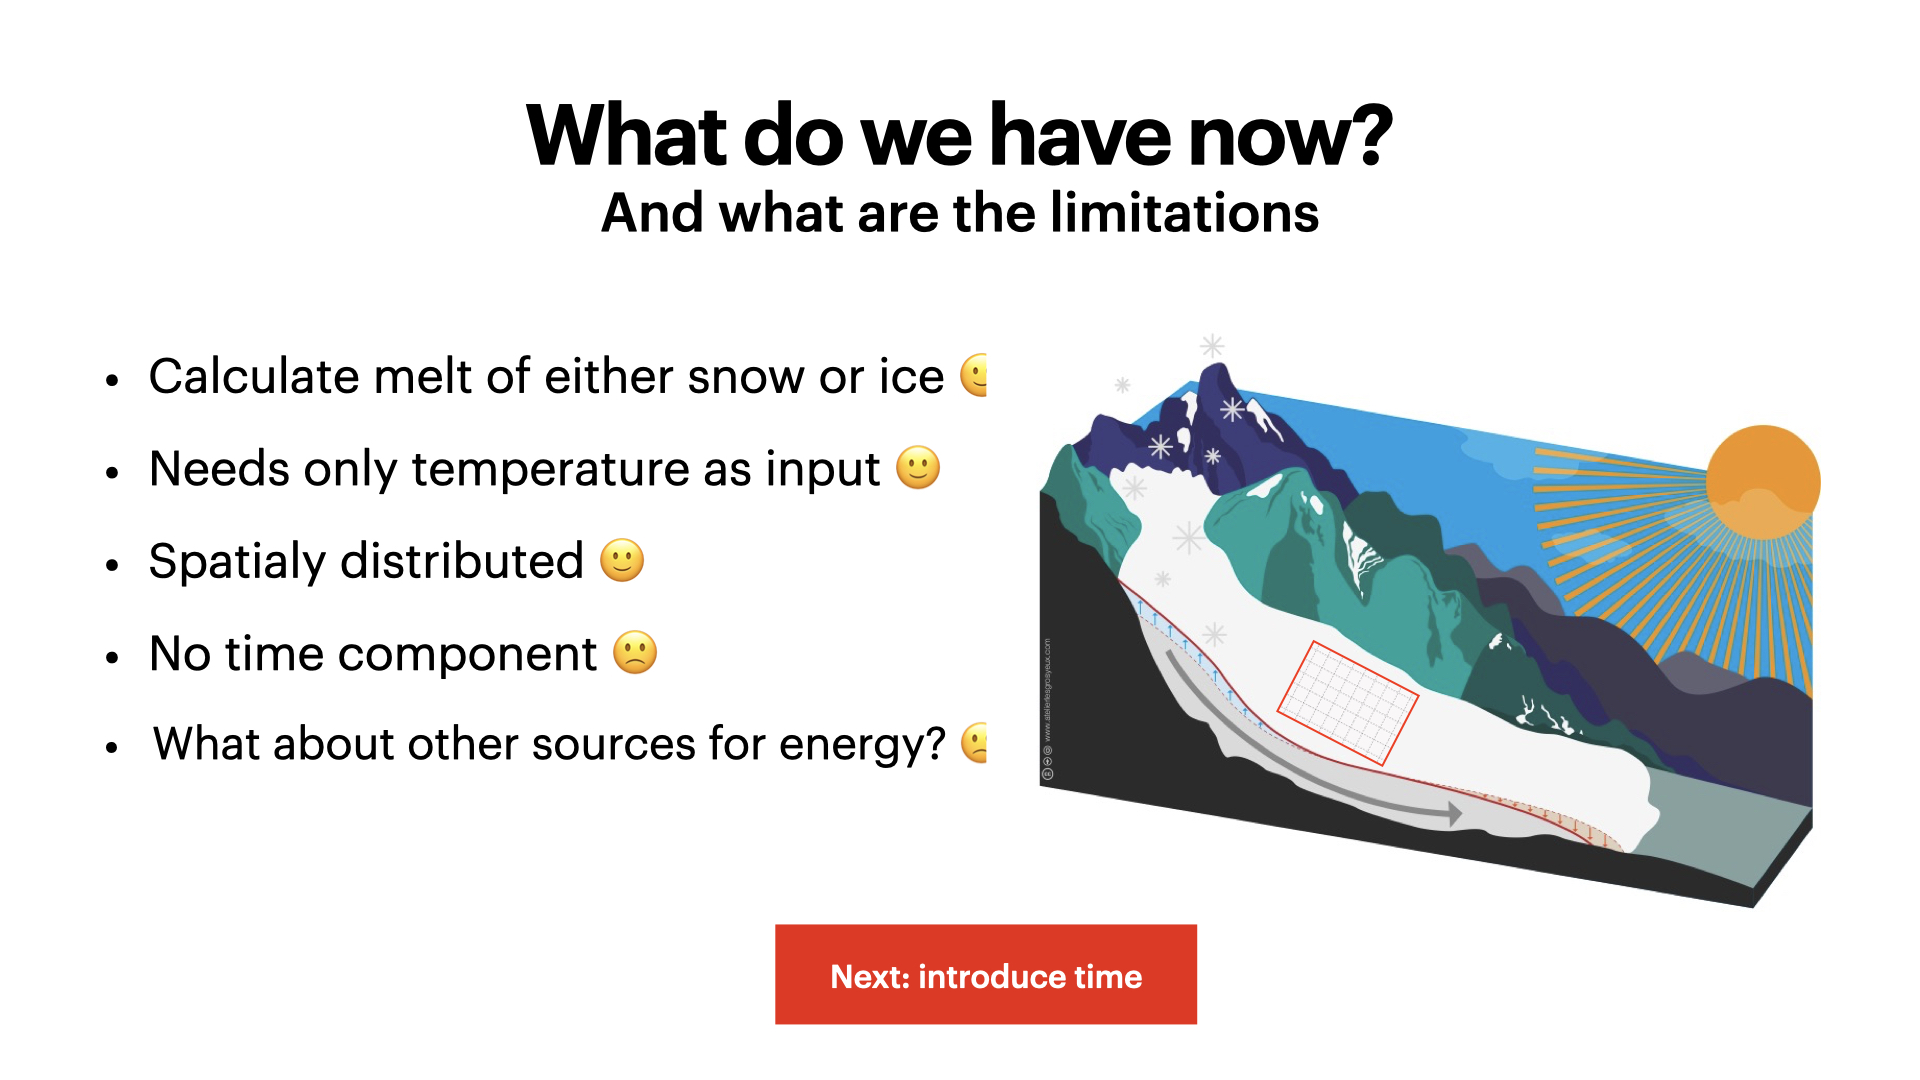 What do we have now?
And what are the limitations
• Calculate melt of either snow or ice 🙂
• Needs only temperature as input 🙂
• Spatialy distributed 🙂
• No time component 🙁
• What about other sources for energy? 🙁
www.atelierlesgrosyeux.com
Next: introduce time